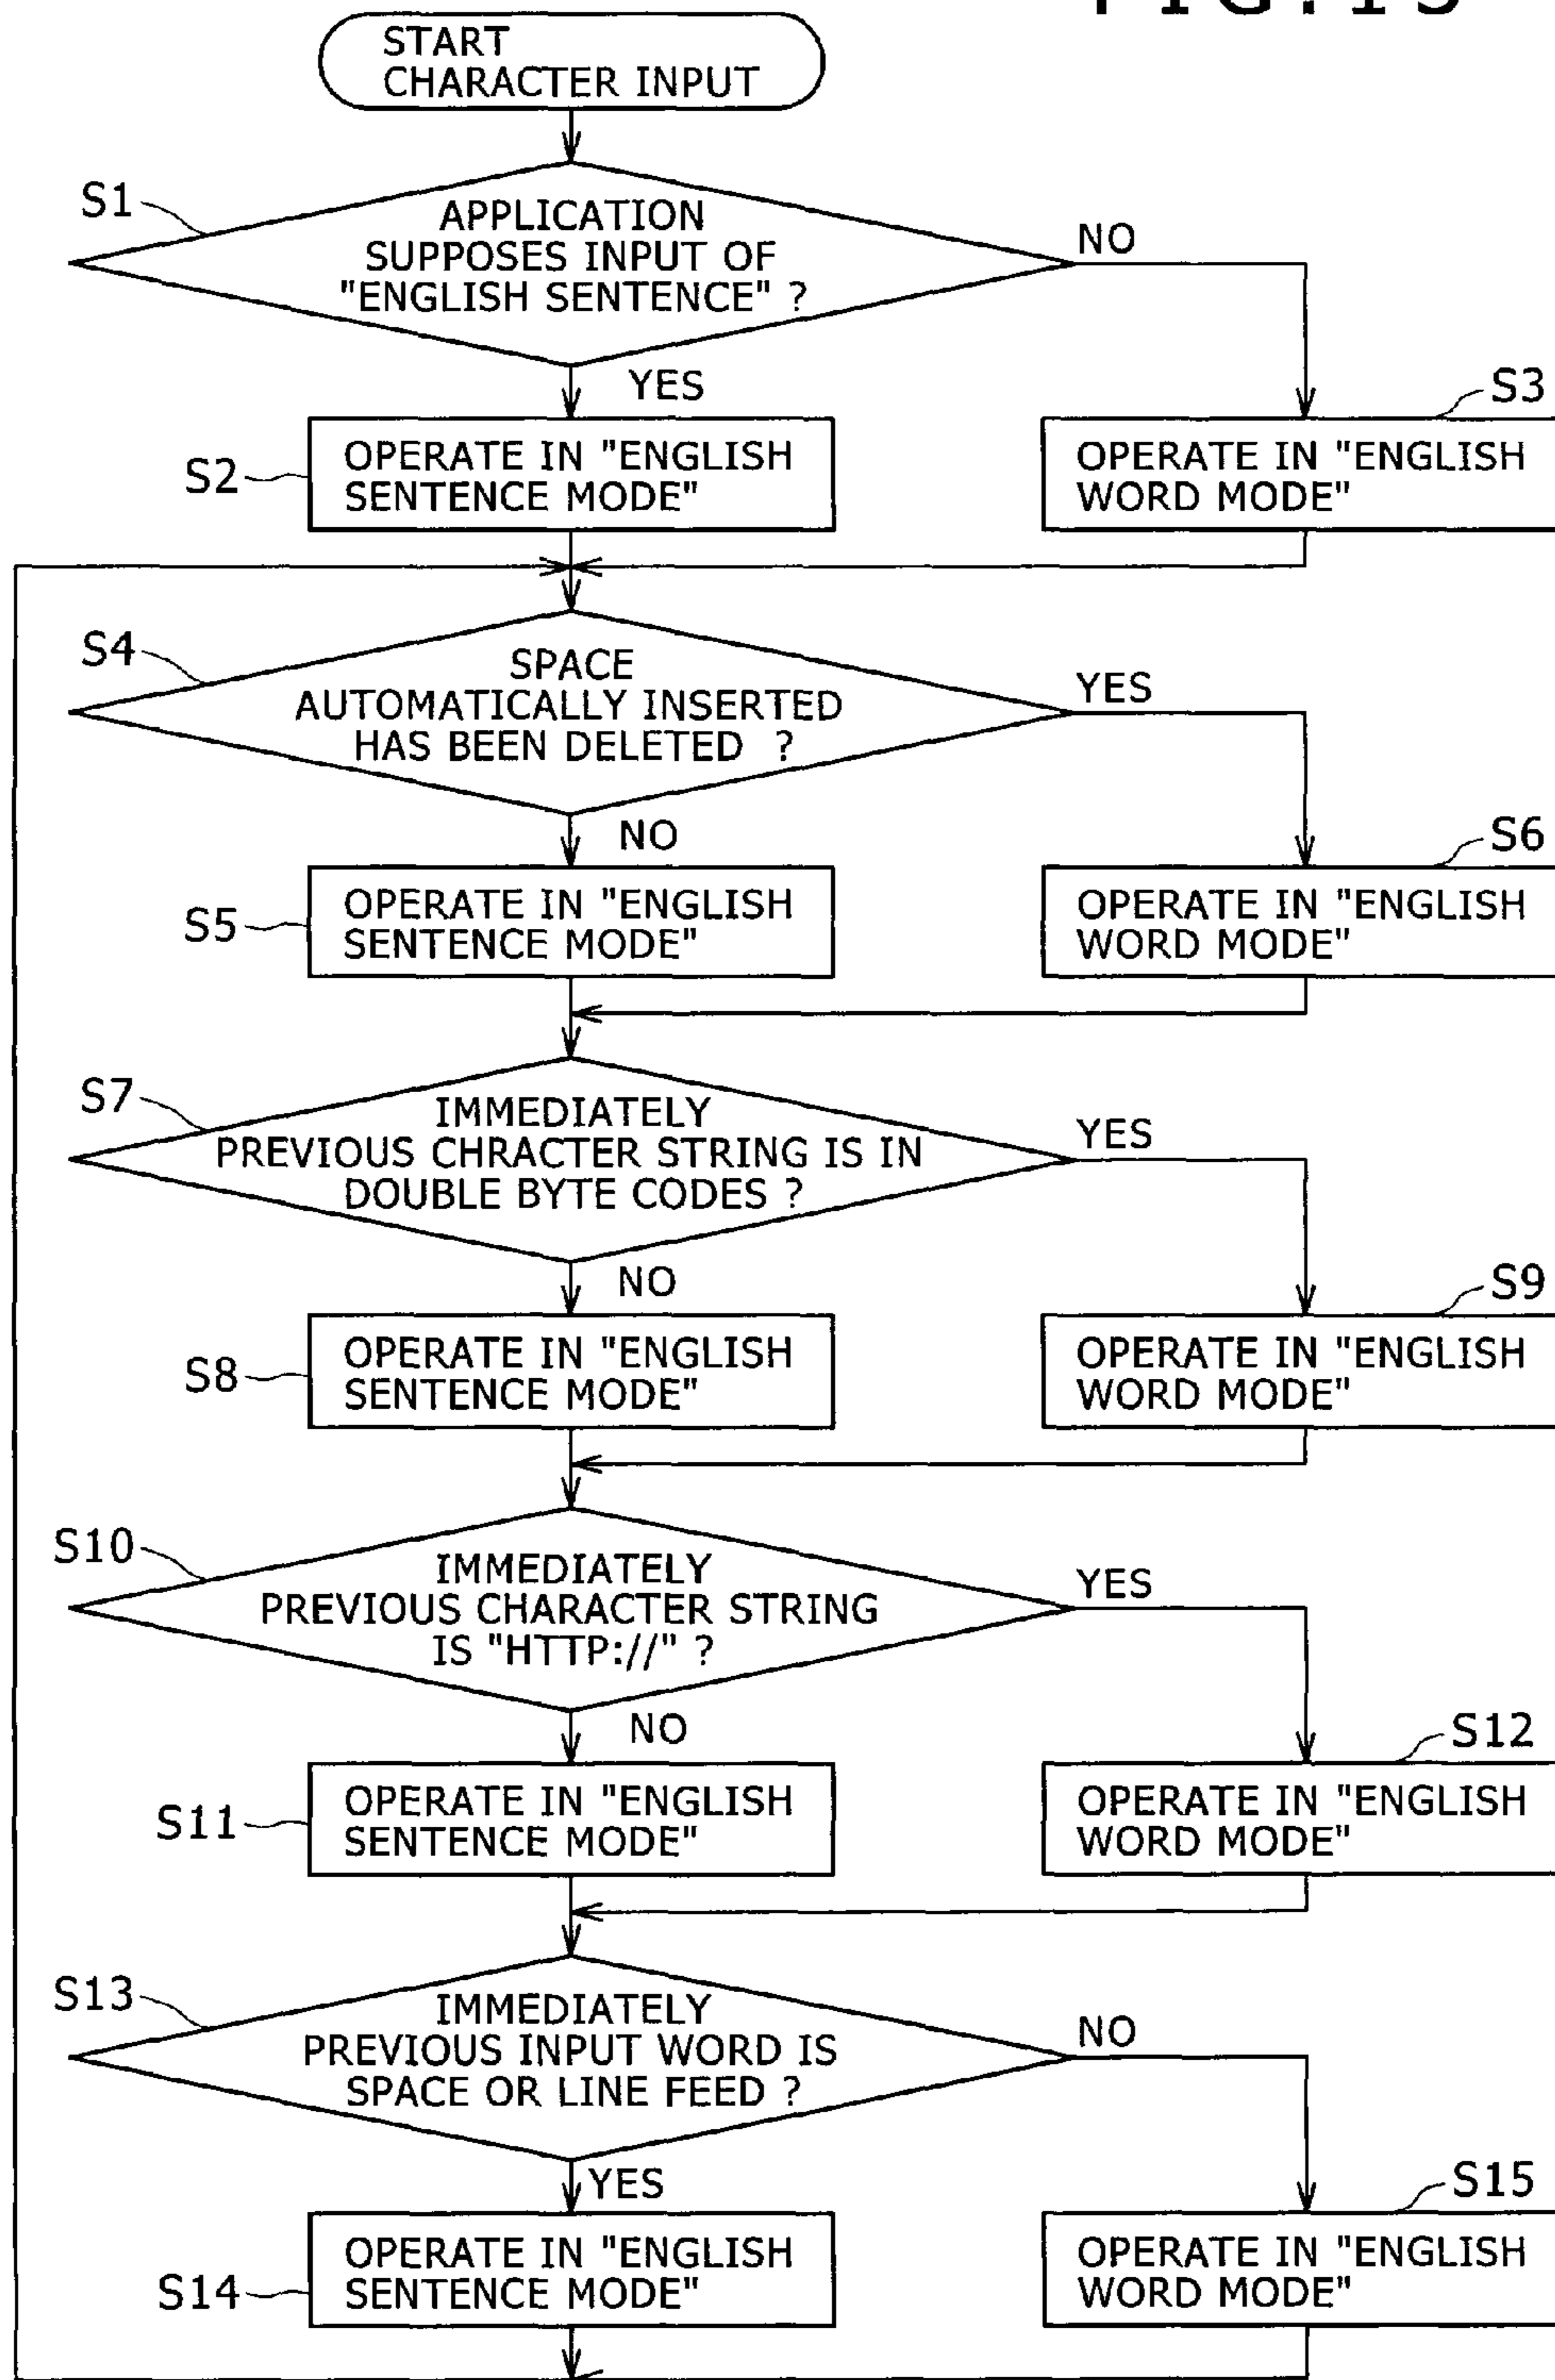 FIG.15
START
CHARACTER INPUT
S1
APPLICATION
SUPPOSES INPUT OF
"ENGLISH SENTENCE" ?
NO
YES
S2
OPERATE IN "ENGLISH
SENTENCE MODE"
S3
OPERATE IN "ENGLISH
WORD MODE"
S4
SPACE
AUTOMATICALLY INSERTED
HAS BEEN DELETED ?
YES
NO
S5
OPERATE IN "ENGLISH
SENTENCE MODE"
S6
OPERATE IN "ENGLISH
WORD MODE"
S7
IMMEDIATELY
PREVIOUS CHRACTER STRING IS IN
DOUBLE BYTE CODES ?
YES
NO
S8
OPERATE IN "ENGLISH
SENTENCE MODE"
S9
OPERATE IN "ENGLISH
WORD MODE"
S10
IMMEDIATELY
PREVIOUS CHARACTER STRING
IS "HTTP://" ?
YES
NO
S11
OPERATE IN "ENGLISH
SENTENCE MODE"
S12
OPERATE IN "ENGLISH
WORD MODE"
S13
IMMEDIATELY
PREVIOUS INPUT WORD IS
SPACE OR LINE FEED ?
NO
YES
S14
OPERATE IN "ENGLISH
SENTENCE MODE"
S15
OPERATE IN "ENGLISH
WORD MODE"